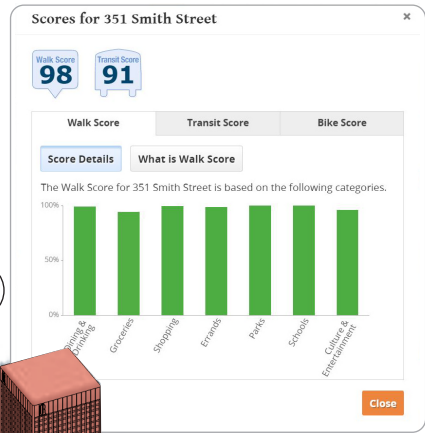 Scores for 351 Smith Street ×
Walk Score Transit Score
98 91
Walk Score Transit Score Bike Score
Score Details What is Walk Score
The Walk Score for 351 Smith Street is based on the following categories.
100%
50%
0%
Dining &
Drinking
Groceries
Shopping
Errands
Parks
Schools
Culture &
Entertainment
Close